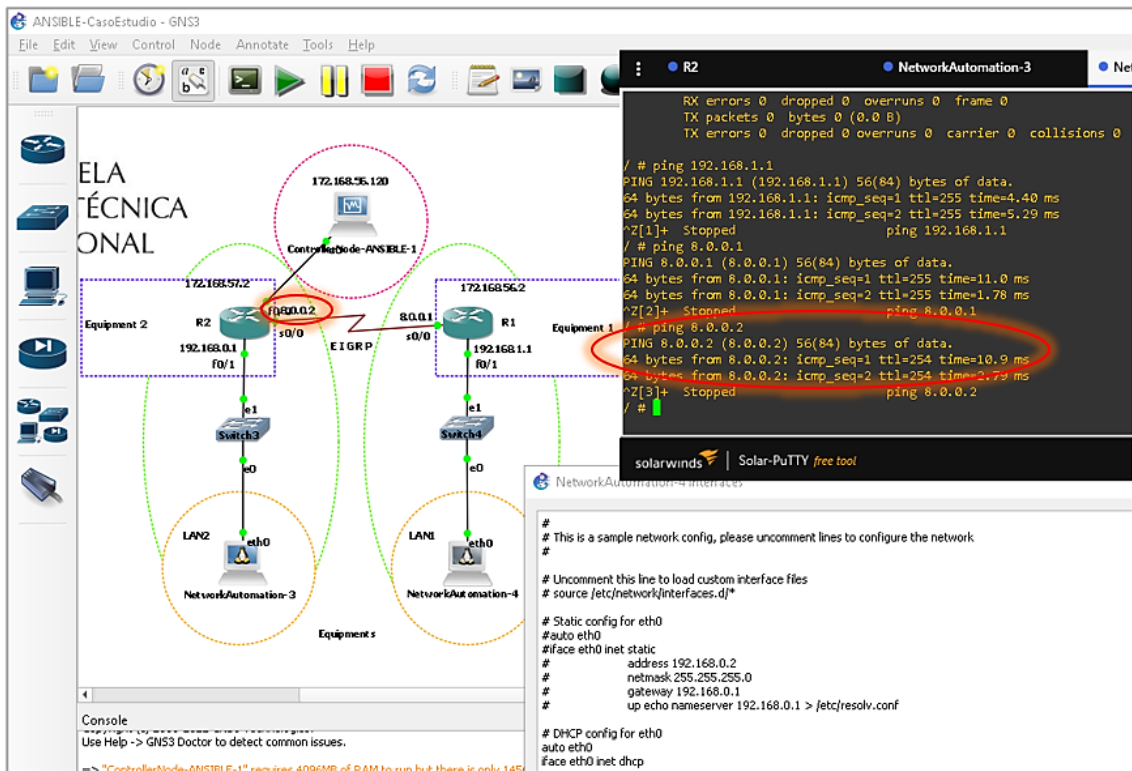 ANSIBLE-CasoEstudio - GNS3
File Edit View Control Node Annotate Tools Help
R2
NetworkAutomation-3
RX errors 0 dropped 0 overruns 0 frame 0
TX packets 0 bytes 0 (0.0 B)
TX errors 0 dropped 0 overruns 0 carrier 0 collisions 0
/ # ping 192.168.1.1
PING 192.168.1.1 (192.168.1.1) 56(84) bytes of data.
64 bytes from 192.168.1.1: icmp_seq=1 ttl=255 time=4.40 ms
64 bytes from 192.168.1.1: icmp_seq=2 ttl=255 time=5.29 ms
^Z[1]+ Stopped ping 192.168.1.1
/ # ping 8.0.0.1
PING 8.0.0.1 (8.0.0.1) 56(84) bytes of data.
64 bytes from 8.0.0.1: icmp_seq=1 ttl=255 time=11.0 ms
64 bytes from 8.0.0.1: icmp_seq=2 ttl=255 time=1.78 ms
^Z[2]+ Stopped ping 8.0.0.1
/ # ping 8.0.0.2
PING 8.0.0.2 (8.0.0.2) 56(84) bytes of data.
64 bytes from 8.0.0.2: icmp_seq=1 ttl=254 time=10.9 ms
64 bytes from 8.0.0.2: icmp_seq=2 ttl=254 time=2.79 ms
^Z[3]+ Stopped ping 8.0.0.2
/ #
solarwinds | Solar-PuTTY free tool
ELA
TÉCNICA
ONAL
172.168.56.120
ControllerNode-ANSIBLE-1
172.168.57.2
172.168.56.2
8.0.0.2
8.0.0.1
Equipment 2
R2
R1
Equipment 1
s0/0
s0/0
EIGRP
192.168.0.1
192.168.1.1
f0/1
f0/1
e1
e1
Switch3
Switch4
e0
e0
LAN2
eth0
LAN1
eth0
NetworkAutomation-3
NetworkAutomation-4
Equipments
NetworkAutomation-4 interfaces
#
# This is a sample network config, please uncomment lines to configure the network
#
# Uncomment this line to load custom interface files
# source /etc/network/interfaces.d/*
# Static config for eth0
#auto eth0
#iface eth0 inet static
# address 192.168.0.2
# netmask 255.255.255.0
# gateway 192.168.0.1
# up echo nameserver 192.168.0.1 > /etc/resolv.conf
# DHCP config for eth0
auto eth0
iface eth0 inet dhcp
Console
Use Help -> GNS3 Doctor to detect common issues.
=> "ControllerNode-ANSIBLE-1" requires 4096MB of RAM to run but there is only